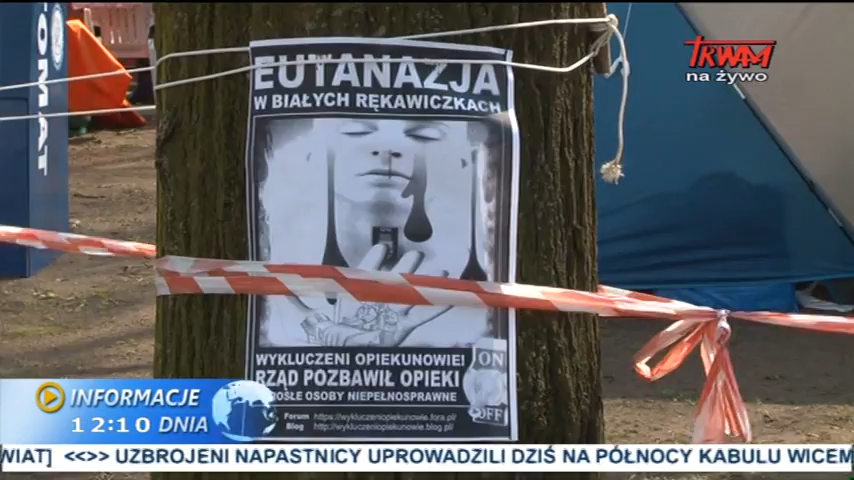 OMAT
TRWAM
na żywo
EUTANAZJA
W BIAŁYCH RĘKAWICZKACH
WYKLUCZENI OPIEKUNOWIE!
RZĄD POZBAWIŁ OPIEKI
OSOBY NIEPEŁNOSPRAWNE
ON
OFF
Forum https://wykluczeniopiekunowie.fora.pl/
Blog http://wykluczeniopiekunowie.blog.pl/
INFORMACJE
12:10 DNIA
WIAT] <<·>> UZBROJENI NAPASTNICY UPROWADZILI DZIŚ NA PÓŁNOCY KABULU WICEM